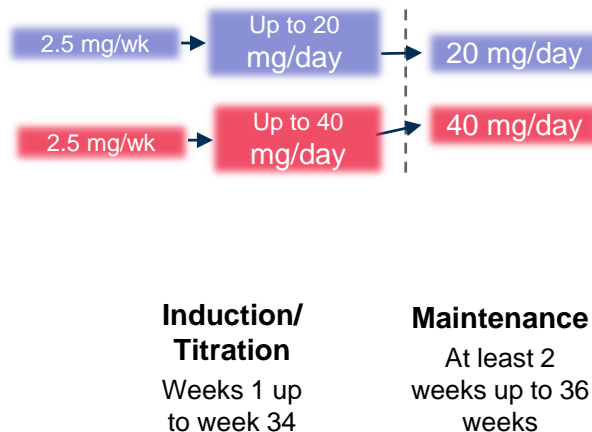 2.5 mg/wk
Up to 20
mg/day
20 mg/day
2.5 mg/wk
Up to 40
mg/day
40 mg/day
Induction/
Titration
Weeks 1 up
to week 34
Maintenance
At least 2
weeks up to 36
weeks